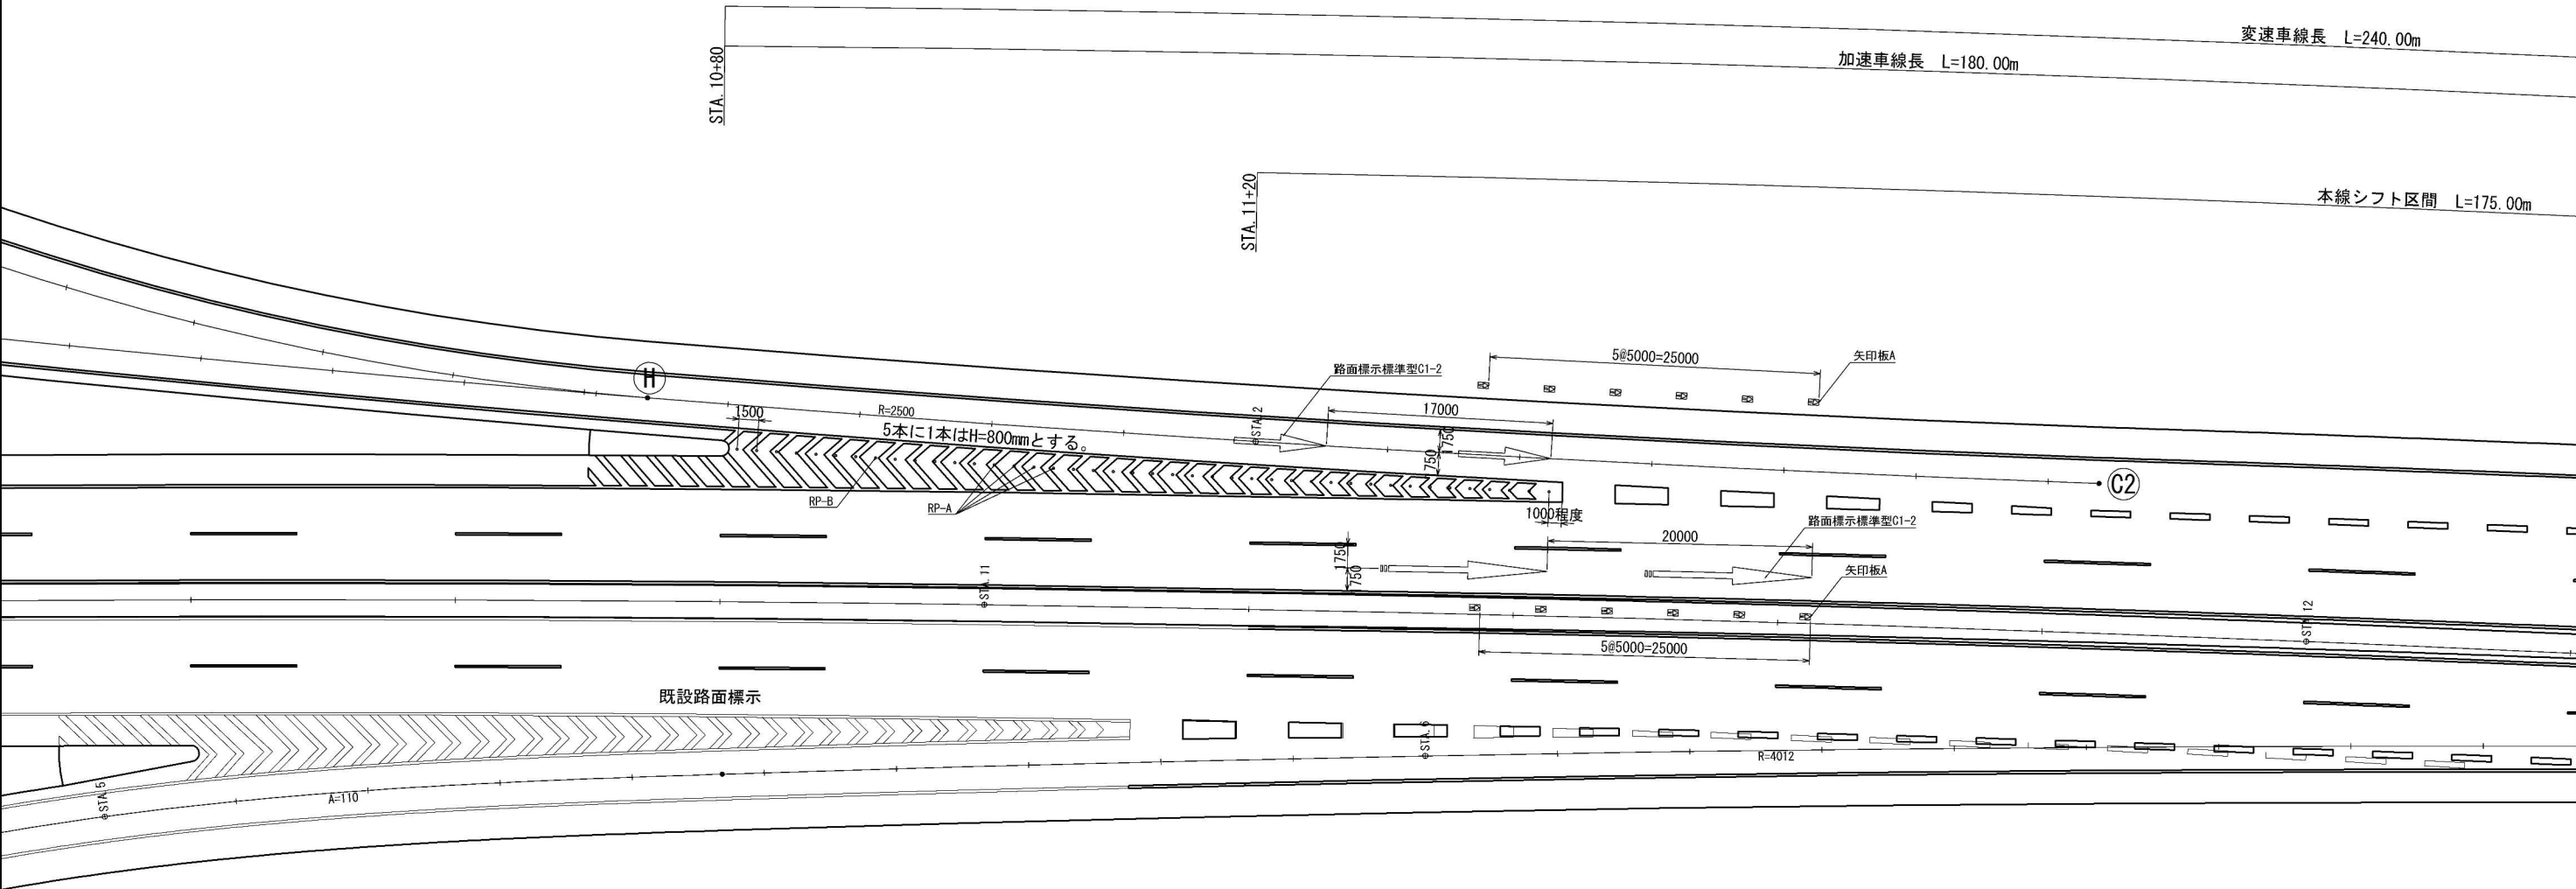 変速車線長 L=240.00m
加速車線長 L=180.00m
STA.10+80
STA.11+20
本線シフト区間 L=175.00m
5@5000=25000
矢印板A
路面標示標準型C1-2
H
17000
1500
R=2500
STA.2
5本に1本はH=800mmとする。
1750
1750
C2
RP-B
RP-A
1000程度
路面標示標準型C1-2
20000
1750
1750
矢印板A
STA.11
STA.12
5@5000=25000
既設路面標示
STA.6
R=4012
A=110
STA.5